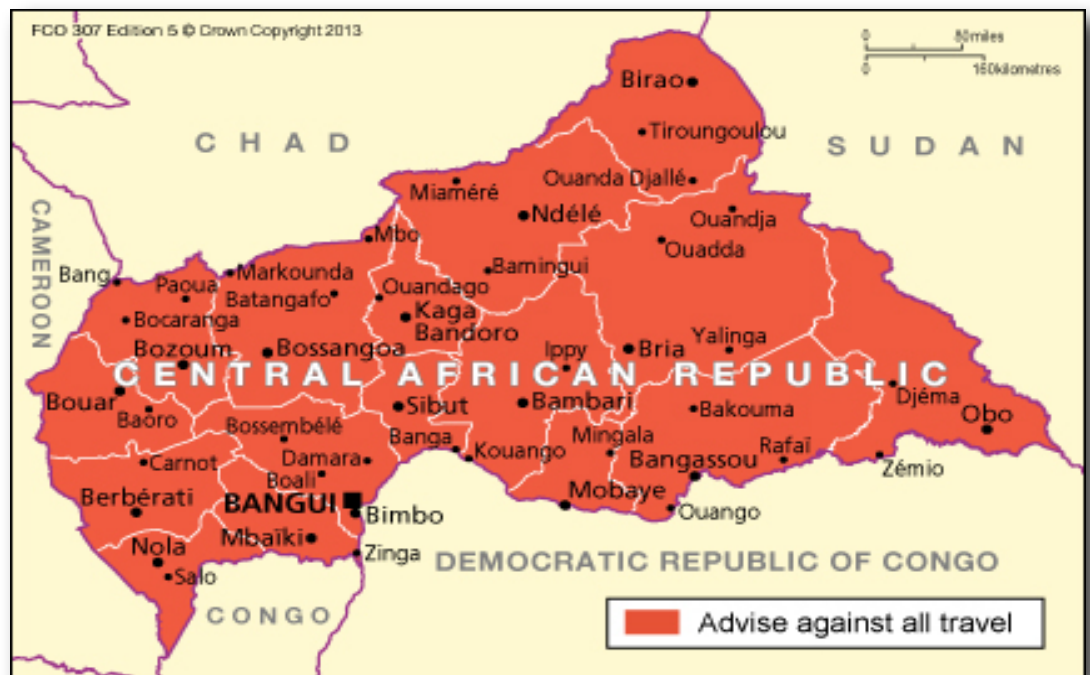 FCO 307 Edition 5 © Crown Copyright 2013
0 80miles
0 160kilometres
Birao
Tiroungoulou
CHAD
SUDAN
Ouanda Djallé
Miaméré
Ndélé
Ouandja
CAMEROON
Mbo
Ouadda
Bang
Markounda
Bamingui
Paoua
Batangafo
Ouandago
Bocaranga
Kaga
Bandoro
Yalinga
Bozoum
Bossangoa
Ippy
Bria
CENTRAL AFRICAN REPUBLIC
Bouar
Baoro
Sibut
Bambari
Bakouma
Djéma
Obo
Bossembélé
Banga
Kouango
Mingala
Carnot
Damara
Bangassou
Rafaï
Zémio
Boali
Berbérati
BANGUI
Mobaye
Bimbo
Ouango
Nola
Mbaïki
Zinga
DEMOCRATIC REPUBLIC OF CONGO
Salo
CONGO
Advise against all travel